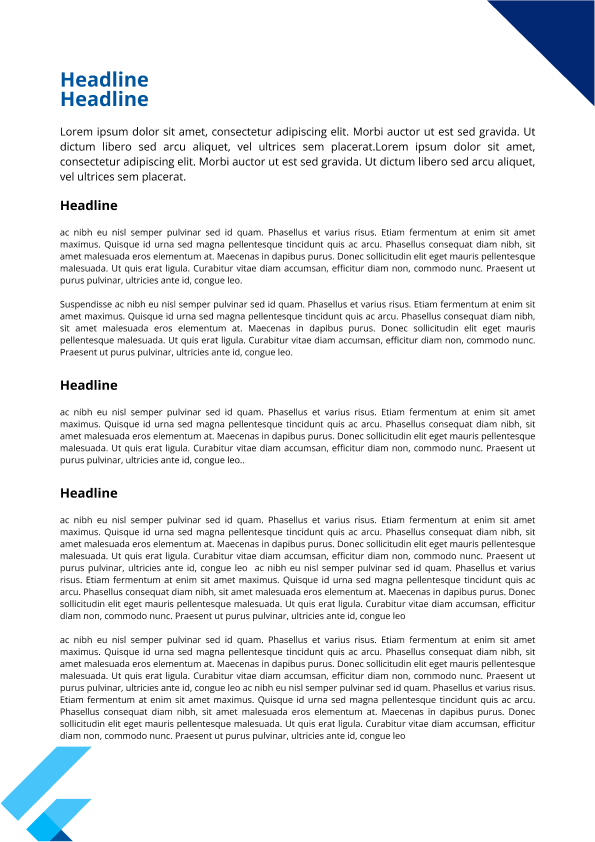 Headline
Headline
Lorem ipsum dolor sit amet, consectetur adipiscing elit. Morbi auctor ut est sed gravida. Ut
dictum libero sed arcu aliquet, vel ultrices sem placerat.Lorem ipsum dolor sit amet,
consectetur adipiscing elit. Morbi auctor ut est sed gravida. Ut dictum libero sed arcu aliquet,
vel ultrices sem placerat.
Headline
ac nibh eu nisl semper pulvinar sed id quam. Phasellus et varius risus. Etiam fermentum at enim sit amet
maximus. Quisque id urna sed magna pellentesque tincidunt quis ac arcu. Phasellus consequat diam nibh, sit
amet malesuada eros elementum at. Maecenas in dapibus purus. Donec sollicitudin elit eget mauris pellentesque
malesuada. Ut quis erat ligula. Curabitur vitae diam accumsan, efficitur diam non, commodo nunc. Praesent ut
purus pulvinar, ultricies ante id, congue leo.
Suspendisse ac nibh eu nisl semper pulvinar sed id quam. Phasellus et varius risus. Etiam fermentum at enim sit
amet maximus. Quisque id urna sed magna pellentesque tincidunt quis ac arcu. Phasellus consequat diam nibh,
sit amet malesuada eros elementum at. Maecenas in dapibus purus. Donec sollicitudin elit eget mauris
pellentesque malesuada. Ut quis erat ligula. Curabitur vitae diam accumsan, efficitur diam non, commodo nunc.
Praesent ut purus pulvinar, ultricies ante id, congue leo.
Headline
ac nibh eu nisl semper pulvinar sed id quam. Phasellus et varius risus. Etiam fermentum at enim sit amet
maximus. Quisque id urna sed magna pellentesque tincidunt quis ac arcu. Phasellus consequat diam nibh, sit
amet malesuada eros elementum at. Maecenas in dapibus purus. Donec sollicitudin elit eget mauris pellentesque
malesuada. Ut quis erat ligula. Curabitur vitae diam accumsan, efficitur diam non, commodo nunc. Praesent ut
purus pulvinar, ultricies ante id, congue leo..
Headline
ac nibh eu nisl semper pulvinar sed id quam. Phasellus et varius risus. Etiam fermentum at enim sit amet
maximus. Quisque id urna sed magna pellentesque tincidunt quis ac arcu. Phasellus consequat diam nibh, sit
amet malesuada eros elementum at. Maecenas in dapibus purus. Donec sollicitudin elit eget mauris pellentesque
malesuada. Ut quis erat ligula. Curabitur vitae diam accumsan, efficitur diam non, commodo nunc. Praesent ut
purus pulvinar, ultricies ante id, congue leo  ac nibh eu nisl semper pulvinar sed id quam. Phasellus et varius
risus. Etiam fermentum at enim sit amet maximus. Quisque id urna sed magna pellentesque tincidunt quis ac
arcu. Phasellus consequat diam nibh, sit amet malesuada eros elementum at. Maecenas in dapibus purus. Donec
sollicitudin elit eget mauris pellentesque malesuada. Ut quis erat ligula. Curabitur vitae diam accumsan, efficitur
diam non, commodo nunc. Praesent ut purus pulvinar, ultricies ante id, congue leo
ac nibh eu nisl semper pulvinar sed id quam. Phasellus et varius risus. Etiam fermentum at enim sit amet
maximus. Quisque id urna sed magna pellentesque tincidunt quis ac arcu. Phasellus consequat diam nibh, sit
amet malesuada eros elementum at. Maecenas in dapibus purus. Donec sollicitudin elit eget mauris pellentesque
malesuada. Ut quis erat ligula. Curabitur vitae diam accumsan, efficitur diam non, commodo nunc. Praesent ut
purus pulvinar, ultricies ante id, congue leo ac nibh eu nisl semper pulvinar sed id quam. Phasellus et varius risus.
Etiam fermentum at enim sit amet maximus. Quisque id urna sed magna pellentesque tincidunt quis ac arcu.
Phasellus consequat diam nibh, sit amet malesuada eros elementum at. Maecenas in dapibus purus. Donec
sollicitudin elit eget mauris pellentesque malesuada. Ut quis erat ligula. Curabitur vitae diam accumsan, efficitur
diam non, commodo nunc. Praesent ut purus pulvinar, ultricies ante id, congue leo